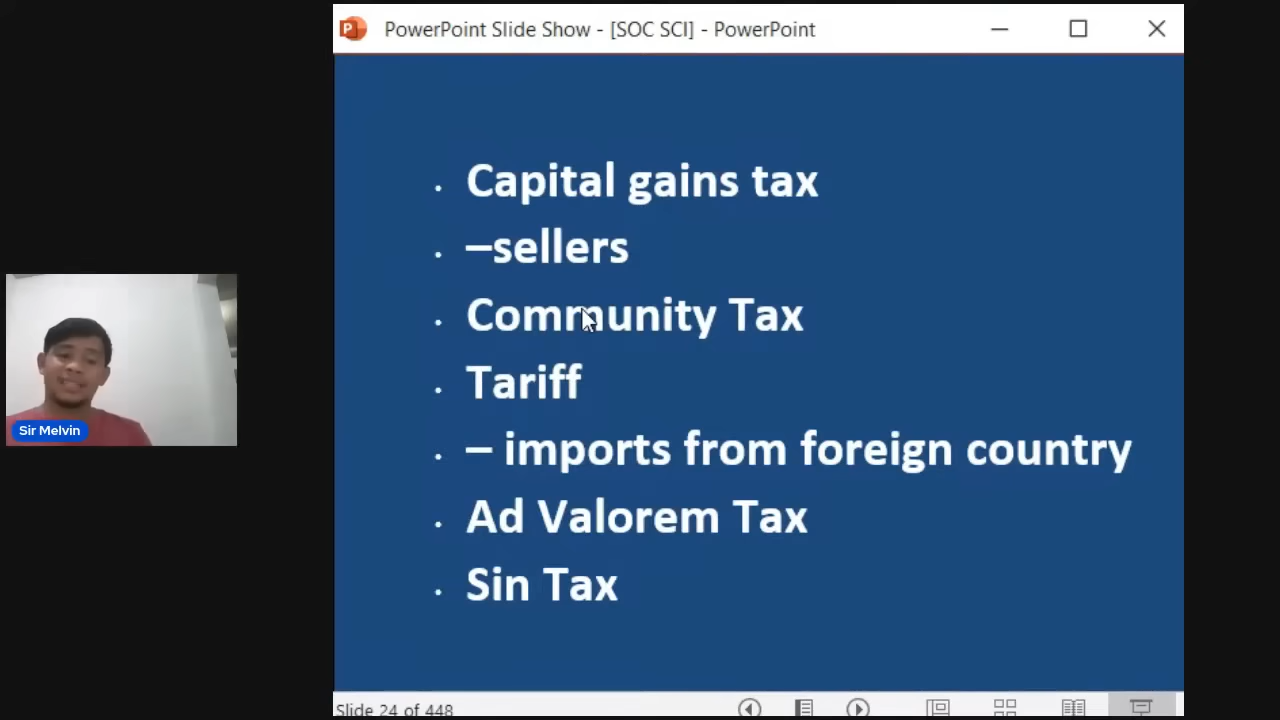 PowerPoint Slide Show - [SOC SCI] - PowerPoint
• Capital gains tax
• –sellers
• Community Tax
• Tariff
• – imports from foreign country
• Ad Valorem Tax
• Sin Tax
Sir Melvin
Slide 24 of 448